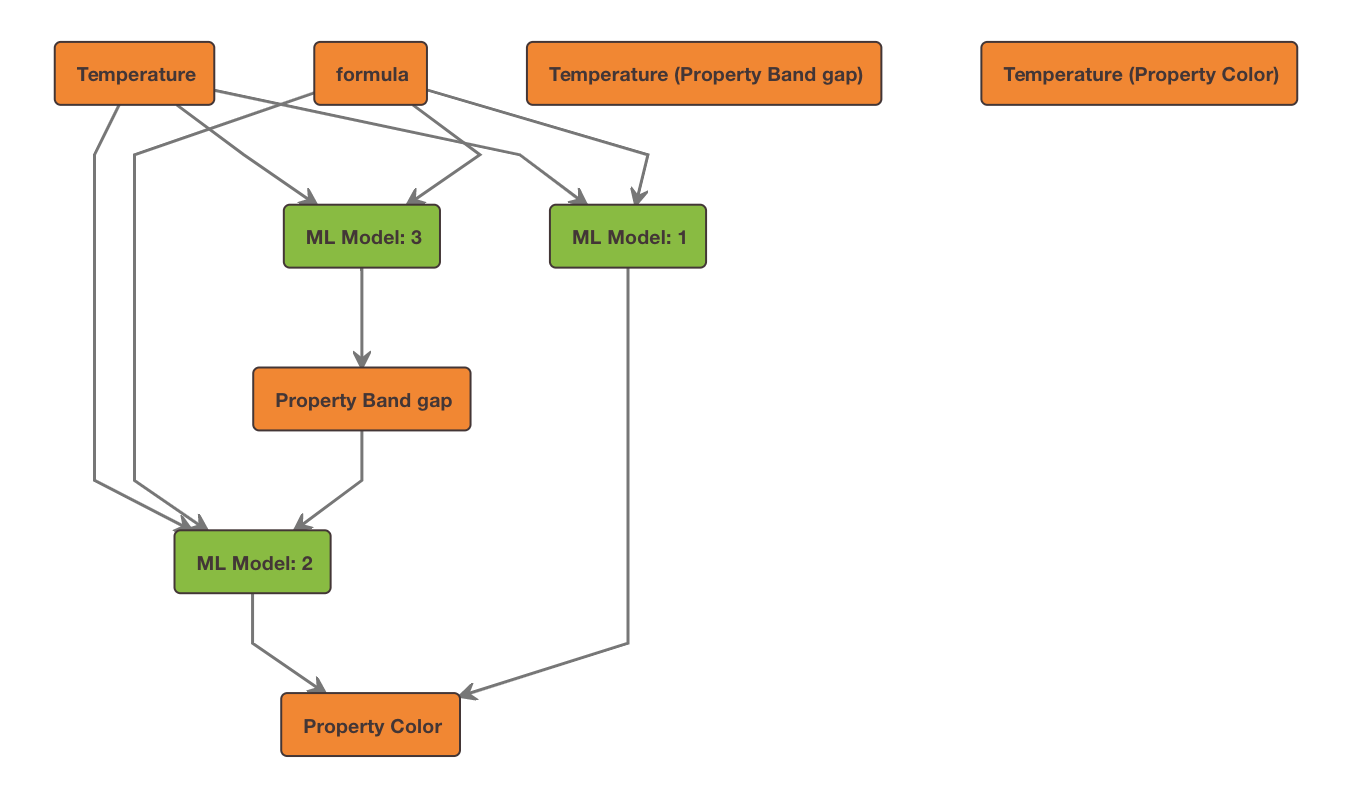 Temperature
formula
Temperature (Property Band gap)
Temperature (Property Color)
ML Model: 3
ML Model: 1
Property Band gap
ML Model: 2
Property Color